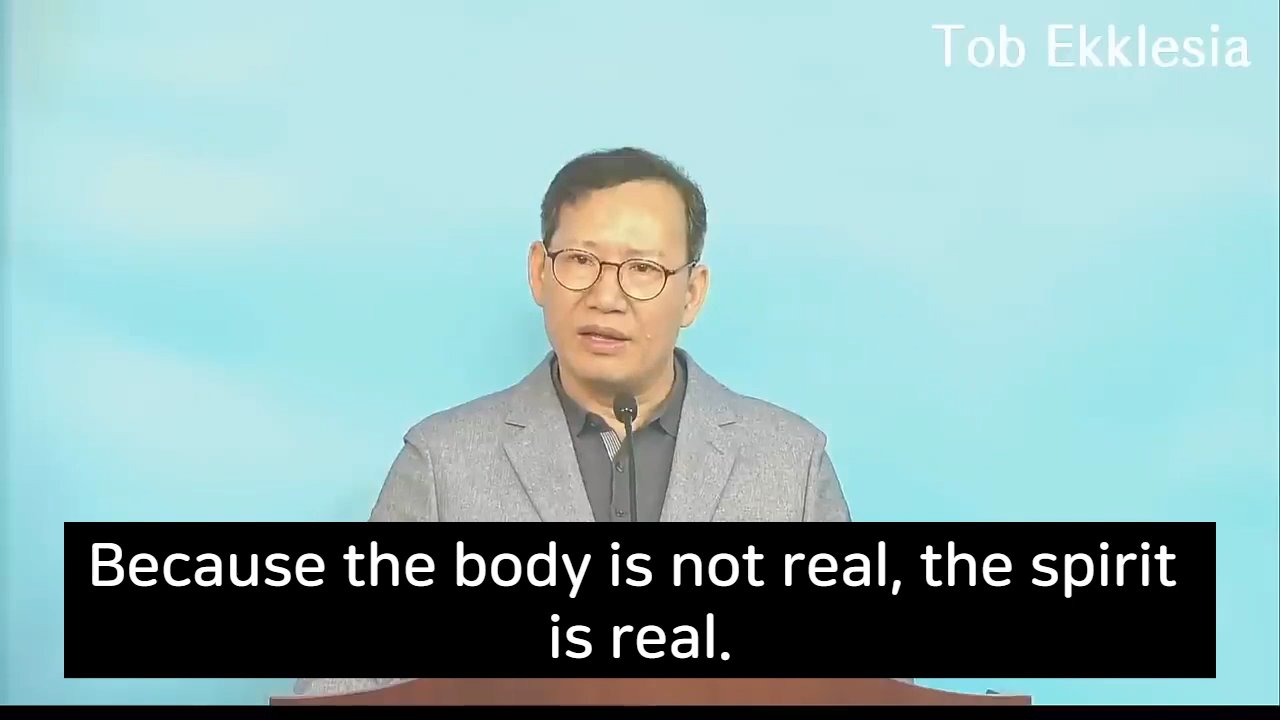 Tob Ekklesia
Because the body is not real, the spirit
is real.